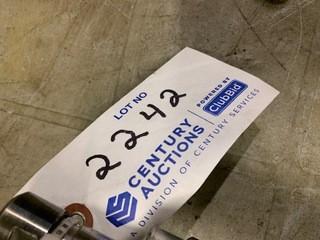 LOT NO
2242
CENTURY
AUCTIONS
A DIVISION OF CENTURY SERVICES
POWERED BY
ClubBid